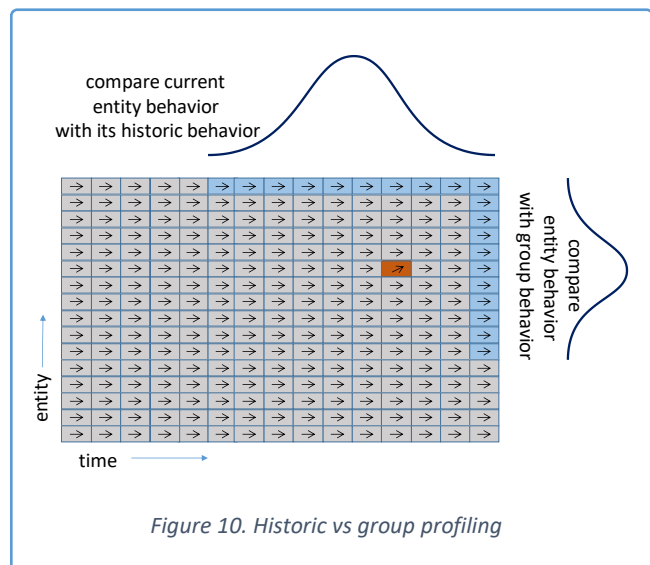 compare current
entity behavior
with its historic behavior
compare
entity behavior
with group behavior
entity
time
Figure 10. Historic vs group profiling